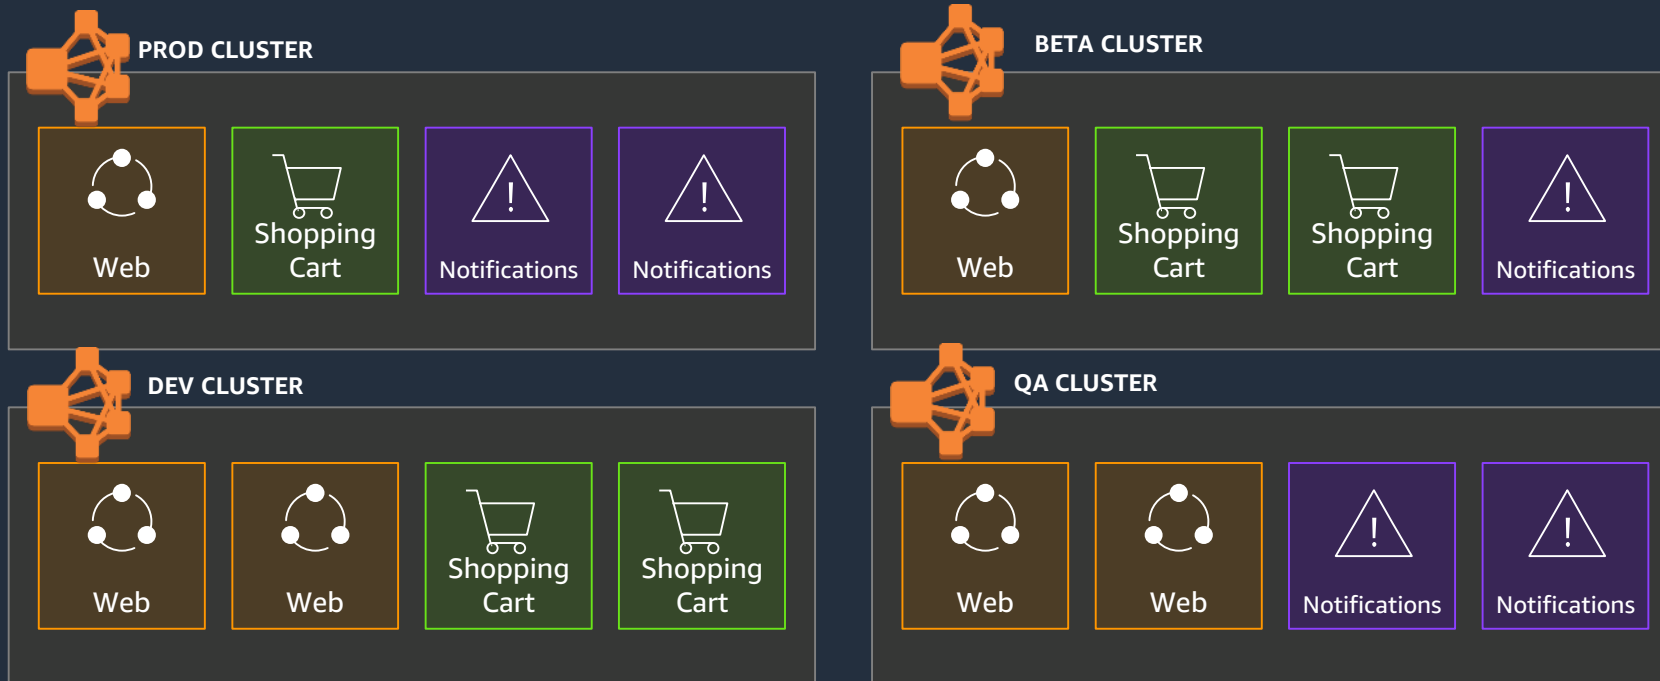 PROD CLUSTER
Web
Shopping
Cart
Notifications
Notifications
BETA CLUSTER
Web
Shopping
Cart
Shopping
Cart
Notifications
DEV CLUSTER
Web
Web
Shopping
Cart
Shopping
Cart
QA CLUSTER
Web
Web
Notifications
Notifications